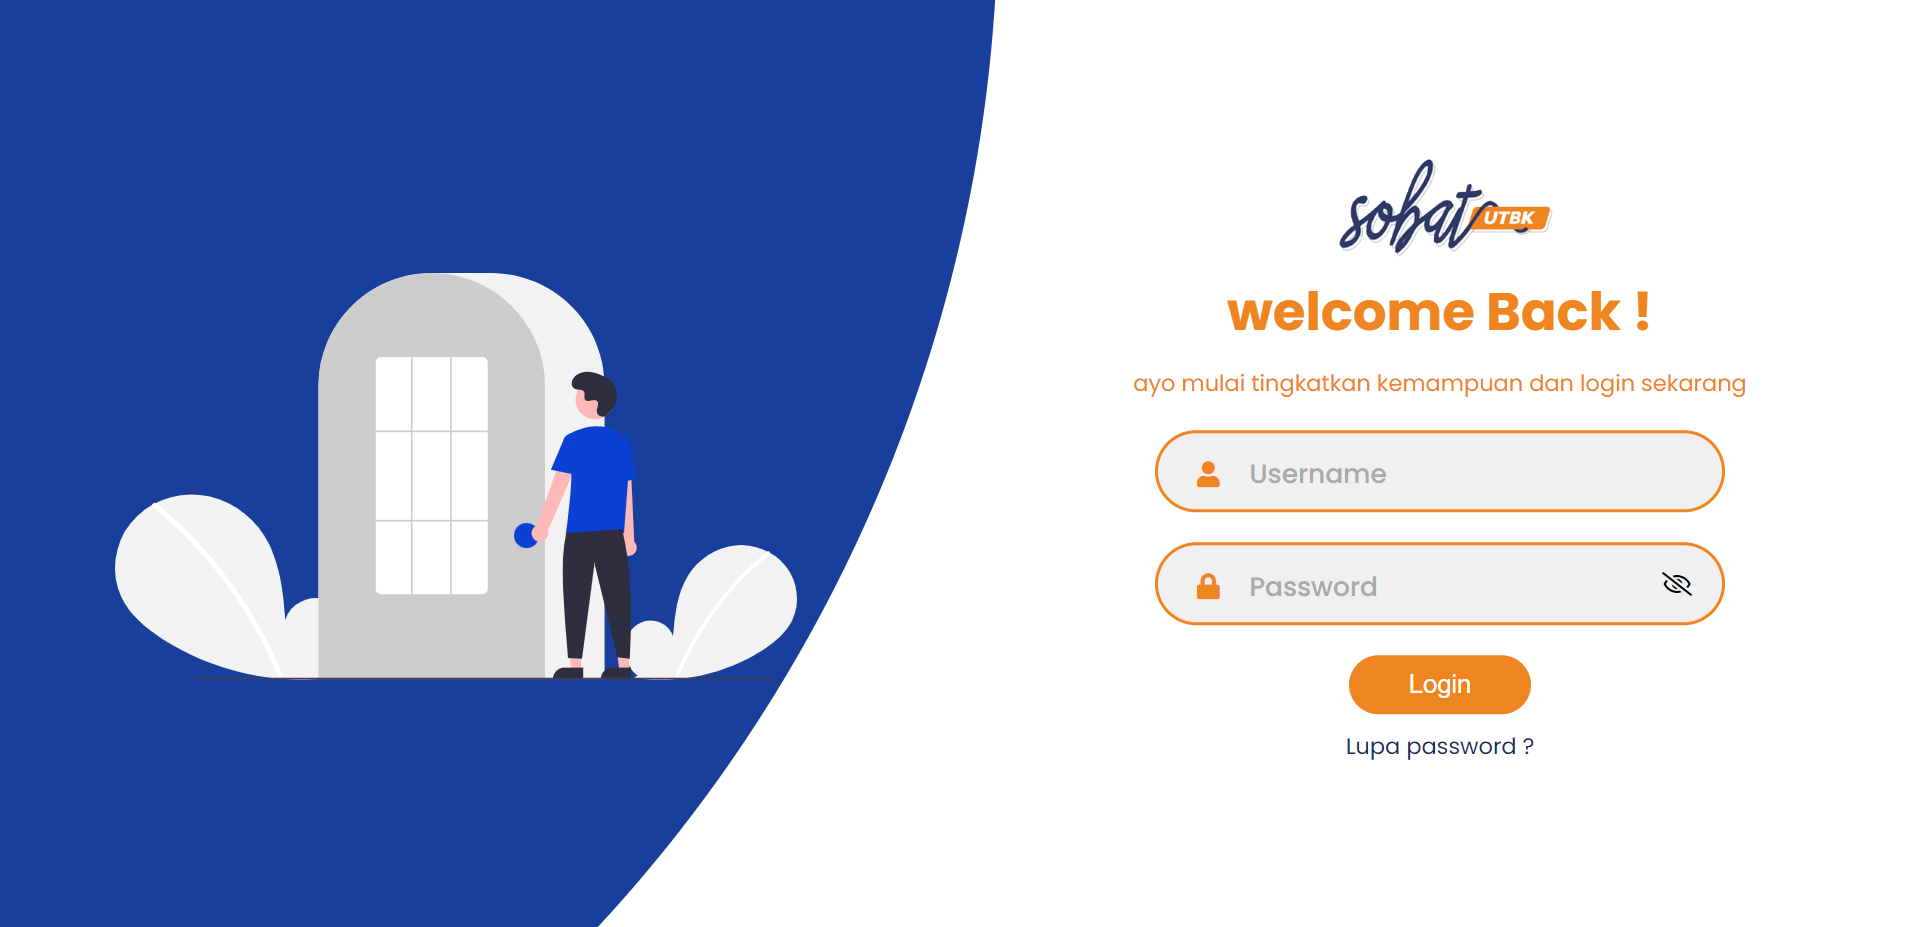 sobat UTBK
welcome Back !
ayo mulai tingkatkan kemampuan dan login sekarang
Username
Password
Login
Lupa password ?